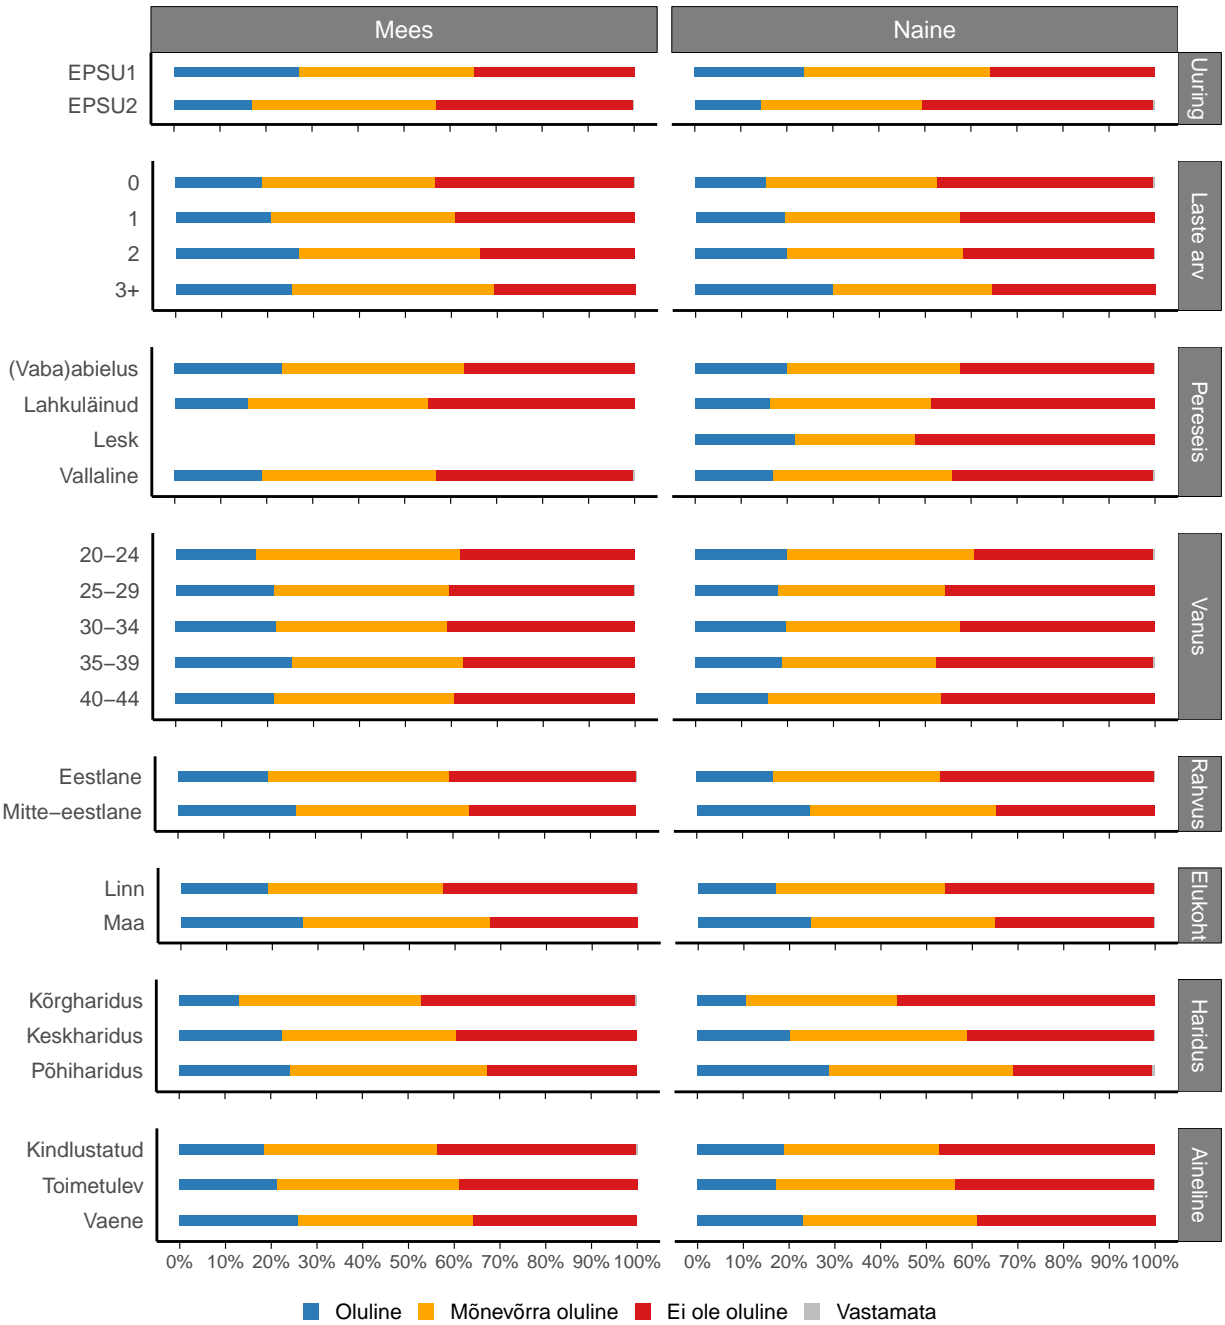 Mees
Naine
EPSU1
EPSU2
Uuring
0
1
2
3+
Laste arv
(Vaba)abielus
Lahkuläinud
Lesk
Vallaline
Pereseis
20–24
25–29
30–34
35–39
40–44
Vanus
Eestlane
Mitte–eestlane
Rahvus
Linn
Maa
Elukoht
Kõrgharidus
Keskharidus
Põhiharidus
Haridus
Kindlustatud
Toimetulev
Vaene
Aineline
0% 10% 20% 30% 40% 50% 60% 70% 80% 90% 100%
0% 10% 20% 30% 40% 50% 60% 70% 80% 90% 100%
Oluline Mõnevõrra oluline Ei ole oluline Vastamata